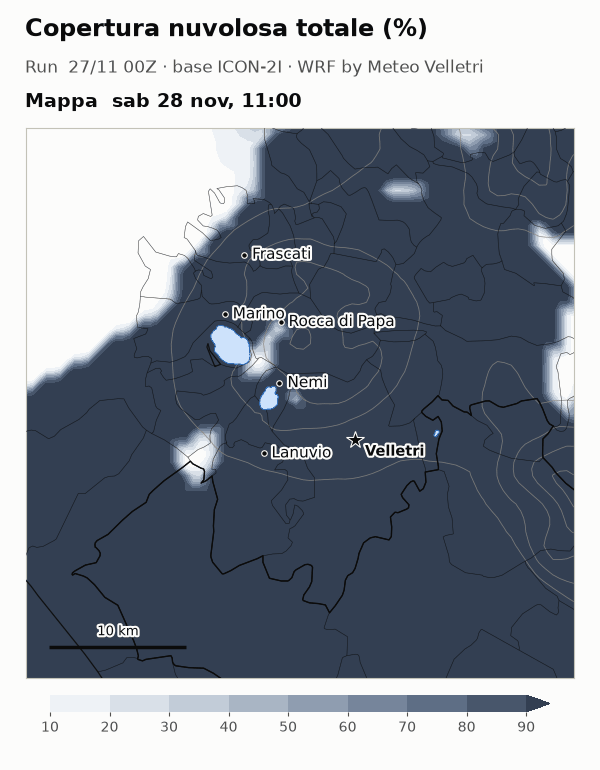 Copertura nuvolosa totale (%)
Run  27/11 00Z · base ICON-2I · WRF by Meteo Velletri
Mappa  sab 28 nov, 11:00
Frascati
Marino
Rocca di Papa
Nemi
Velletri
Lanuvio
10 km
10 20 30 40 50 60 70 80 90